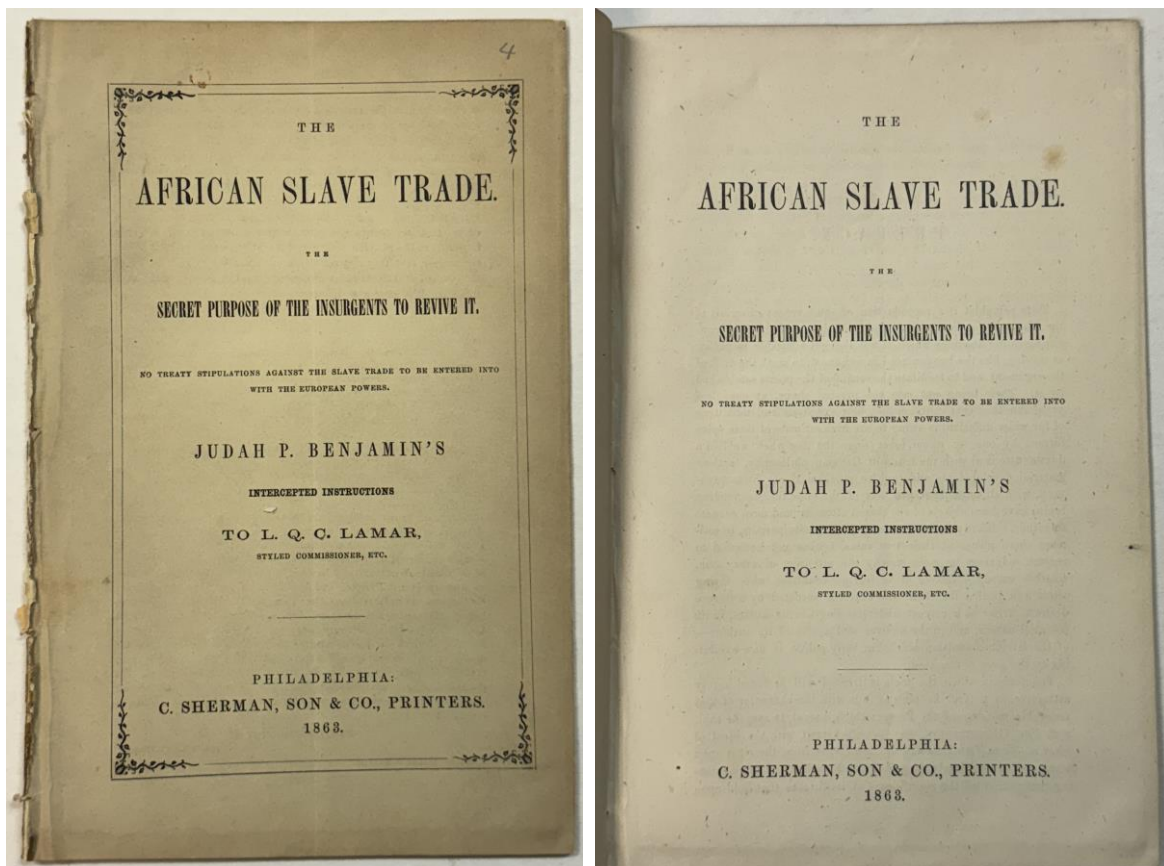 4
THE
AFRICAN SLAVE TRADE.
THE
SECRET PURPOSE OF THE INSURGENTS TO REVIVE IT.
NO TREATY STIPULATIONS AGAINST THE SLAVE TRADE TO BE ENTERED INTO
WITH THE EUROPEAN POWERS.
JUDAH P. BENJAMIN'S
INTERCEPTED INSTRUCTIONS
TO L. Q. C. LAMAR,
STYLED COMMISSIONER, ETC.
PHILADELPHIA:
C. SHERMAN, SON & CO., PRINTERS.
1863.
THE
AFRICAN SLAVE TRADE.
THE
SECRET PURPOSE OF THE INSURGENTS TO REVIVE IT.
NO TREATY STIPULATIONS AGAINST THE SLAVE TRADE TO BE ENTERED INTO
WITH THE EUROPEAN POWERS.
JUDAH P. BENJAMIN'S
INTERCEPTED INSTRUCTIONS
TO L. Q. C. LAMAR,
STYLED COMMISSIONER, ETC.
PHILADELPHIA:
C. SHERMAN, SON & CO., PRINTERS.
1863.